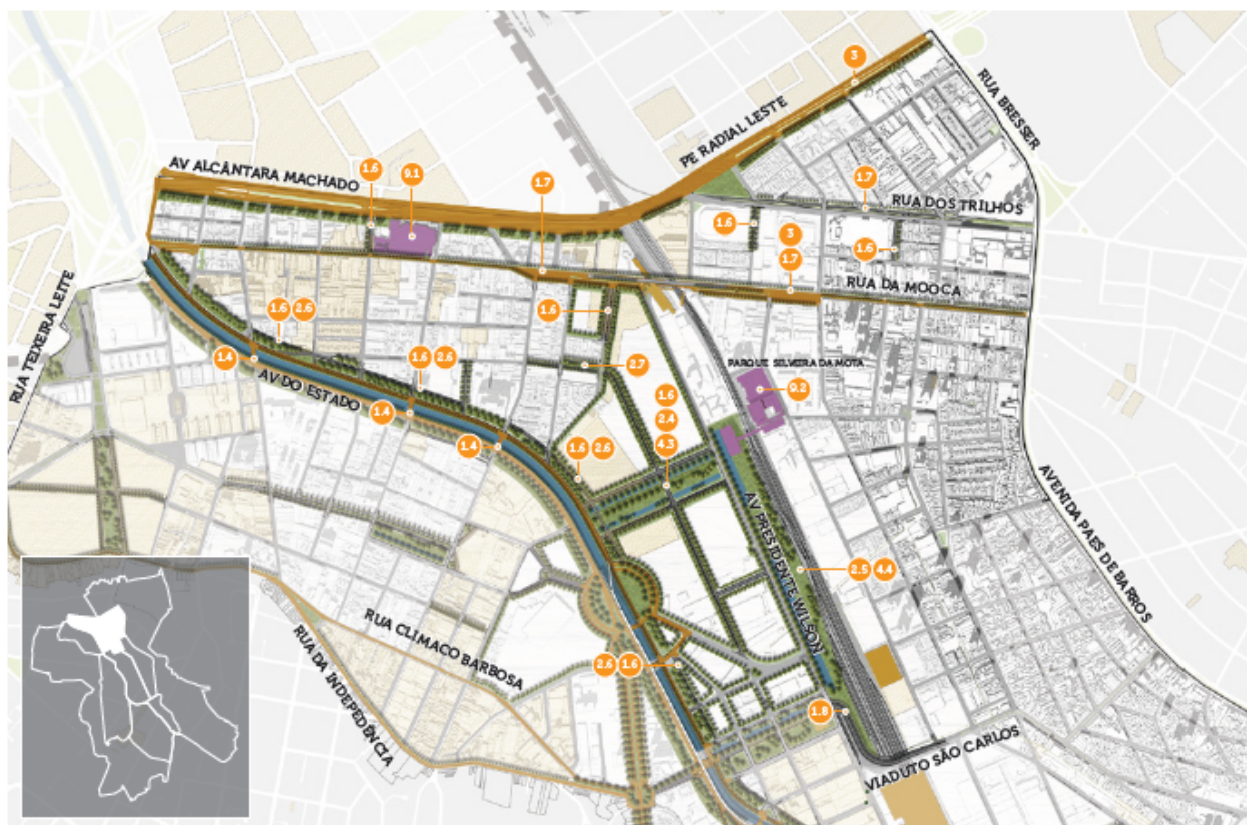 3
RUA BRESSER
PE RADIAL LESTE
AV ALCÂNTARA MACHADO
1.6
9.1
1.7
1.7
RUA DOS TRILHOS
1.6
3
1.6
1.7
RUA DA MOOCA
RUA TEIXEIRA LEITE
1.6 2.6
1.6
1.4
AV DO ESTADO
1.6 2.6
2.7
PARQUE SILVEIRA DA MOTA
9.2
1.4
1.6
2.4
4.3
1.4
1.6 2.6
AV PRESIDENTE WILSON
AVENIDA PAES DE BARROS
2.5 4.4
RUA CLIMACO BARBOSA
RUA DA INDEPEDÊNCIA
2.6 1.6
1.8
VIADUTO SÃO CARLOS